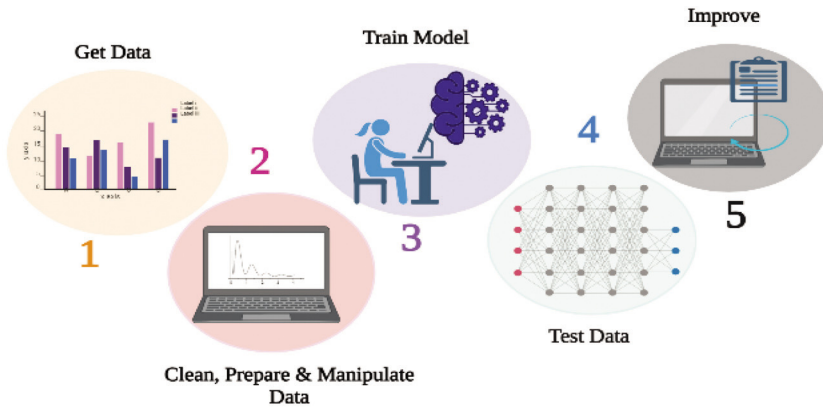 Get Data
1
2
Clean, Prepare & Manipulate
Data
Train Model
3
4
Test Data
Improve
5